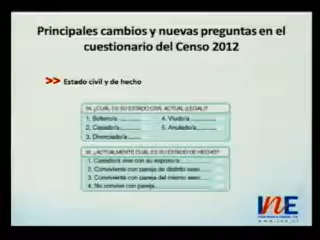 Principales cambios y nuevas preguntas en el
cuestionario del Censo 2012
>> Estado civil y de hecho
¿CUÁL ES SU ESTADO CIVIL ACTUAL (LEGAL)?
1. Soltero/a
4. Viudo/a
2. Casado/a
5. Anulado/a
3. Divorciado/a
¿ACTUALMENTE CUÁL ES SU ESTADO DE HECHO?
1. Casado/a vive con su esposo/a
2. Conviviente con pareja de distinto sexo
3. Conviviente con pareja del mismo sexo
4. No convive con pareja
INE